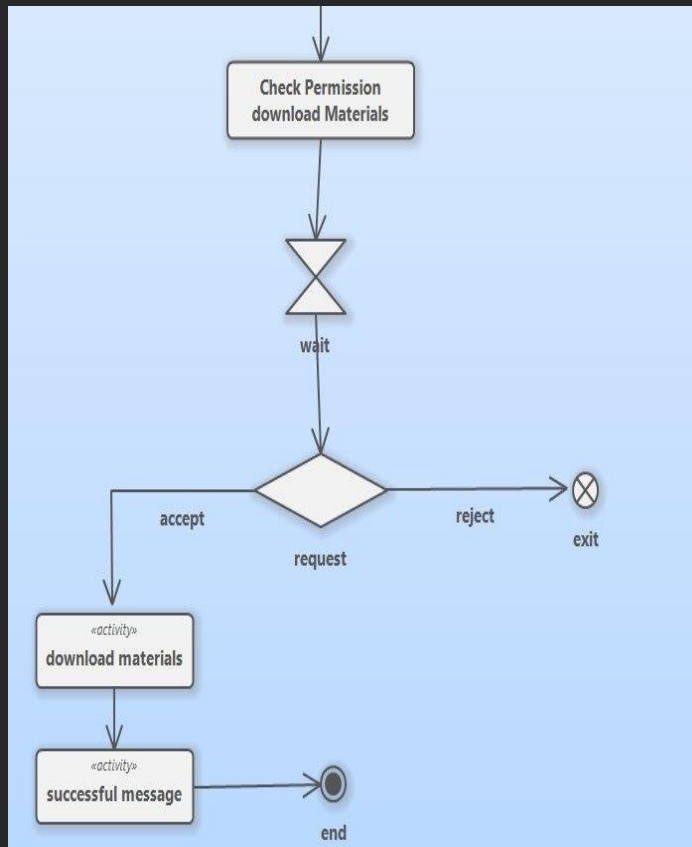 Check Permission
download Materials
wait
accept
reject
request
exit
«activity»
download materials
«activity»
successful message
end